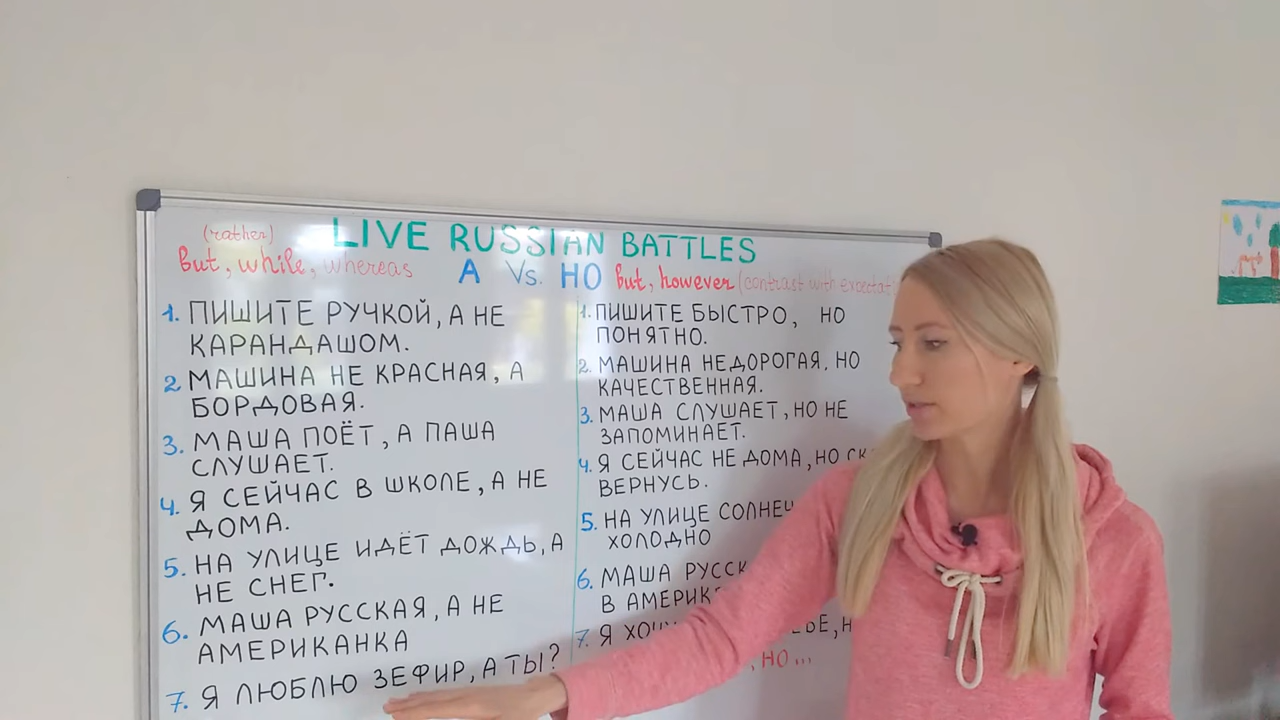 LIVE RUSSIAN BATTLES
(rather)
But, while, whereas
А Vs. НО
but, however (contrast with
1. ПИШИТЕ РУЧКОЙ, А НЕ
КАРАНДАШОМ.
2. МАШИНА НЕ КРАСНАЯ, А
БОРДОВАЯ.
3. МАША ПОЁТ, А ПАША
СЛУШАЕТ.
4. Я СЕЙЧАС В ШКОЛЕ, А НЕ
ДОМА.
5. НА УЛИЦЕ ИДЁТ ДОЖДЬ, А
НЕ СНЕГ.
6. МАША РУССКАЯ, А НЕ
АМЕРИКАНКА
7. Я ЛЮБЛЮ ЗЕФИР, А ТЫ?
1. ПИШИТЕ БЫСТРО, НО
ПОНЯТНО.
2. МАШИНА НЕДОРОГАЯ, НО
КАЧЕСТВЕННАЯ.
3. МАША СЛУШАЕТ, НО НЕ
ЗАПОМИНАЕТ.
4. Я СЕЙЧАС НЕ ДОМА, НО
ВЕРНУСЬ.
5. НА УЛИЦЕ
ХОЛОДНО
6. МАША
В
7. Я
, НО...